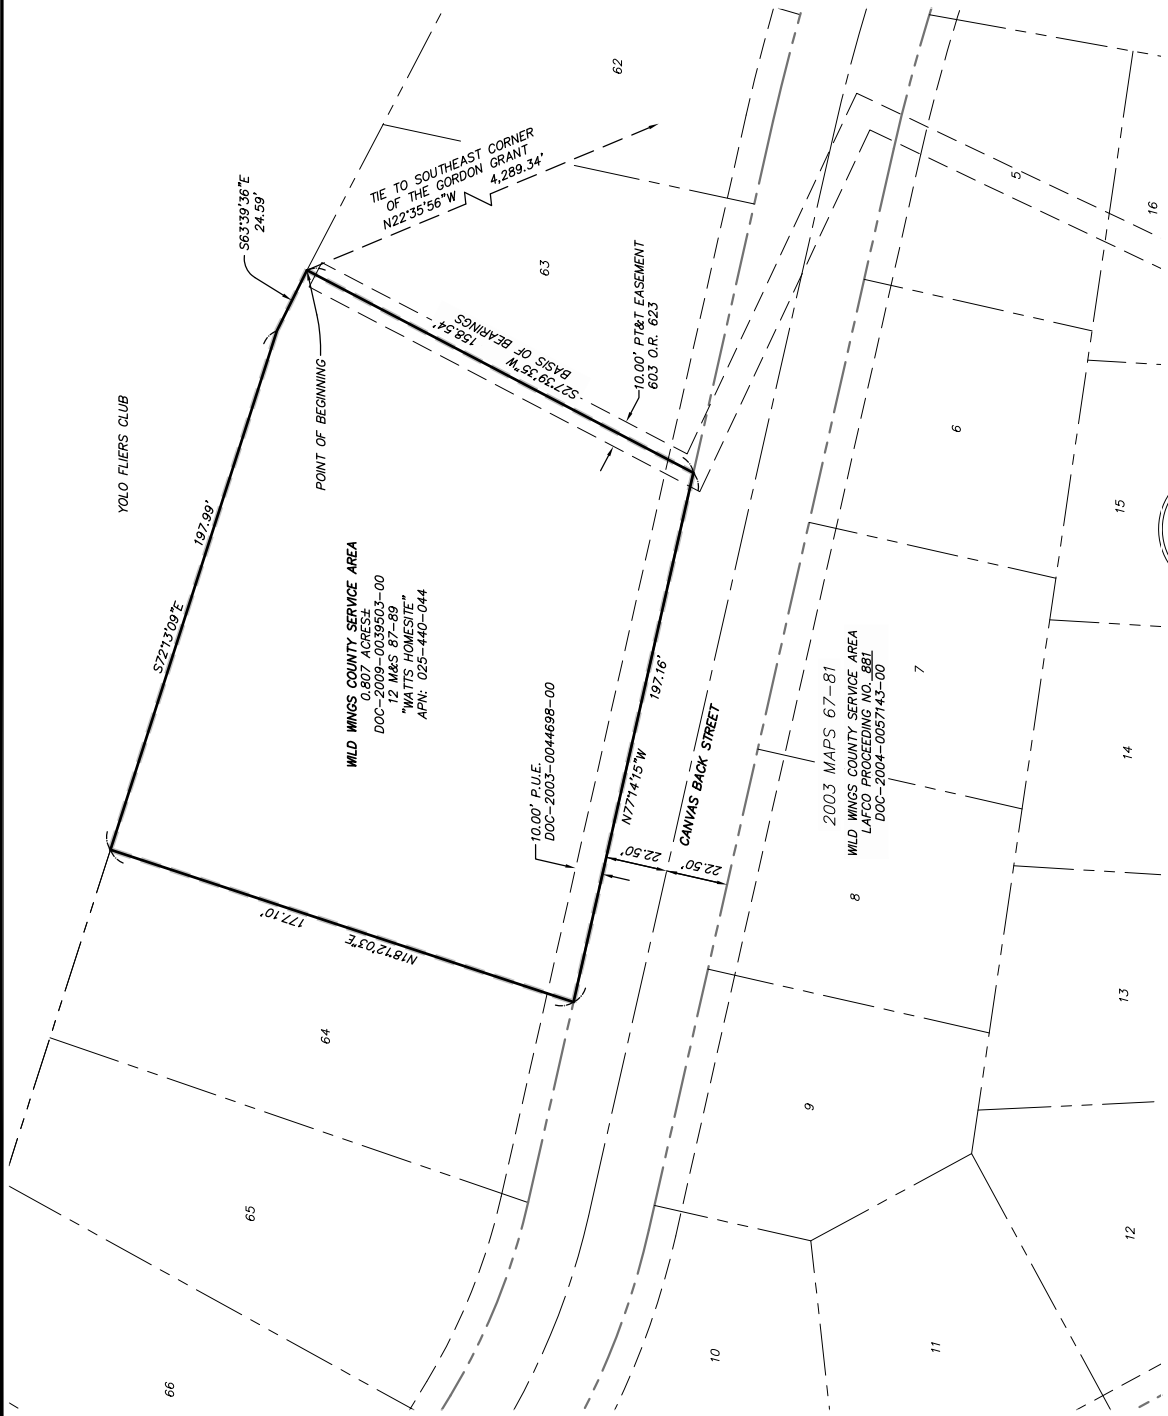 YOLO FLIERS CLUB
S63°39'36"E
24.59'
TIE TO SOUTHEAST CORNER
OF THE GORDON GRANT
N22°35'56"W 4,289.34'
POINT OF BEGINNING
S72°13'09"E
197.99'
WILD WINGS COUNTY SERVICE AREA
0.807 ACRES±
DOC-2009-0039503-00
12 M&S 87-89
"WATTS HOMESITE"
APN: 025-440-044
S27°39'35"W
158.54'
BASIS OF BEARINGS
10.00' PT&T EASEMENT
603 O.R. 623
N18°12'03"E
177.10'
10.00' P.U.E.
DOC-2003-0044698-00
N77°14'15"W
197.16'
22.50'
22.50'
CANVAS BACK STREET
2003 MAPS 67-81
WILD WINGS COUNTY SERVICE AREA
LAFCO PROCEEDING NO. 881
DOC-2004-0057143-00
62
63
64
65
66
5
6
7
8
9
10
11
12
13
14
15
16